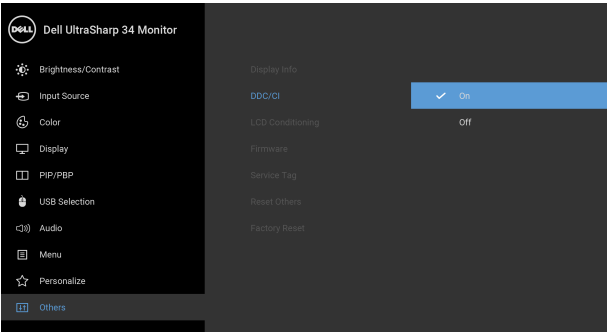 DELL
Dell UltraSharp 34 Monitor
Brightness/Contrast
Input Source
Color
Display
PIP/PBP
USB Selection
Audio
Menu
Personalize
Others
Display Info
DDC/CI
LCD Conditioning
Firmware
Service Tag
Reset Others
Factory Reset
On
Off